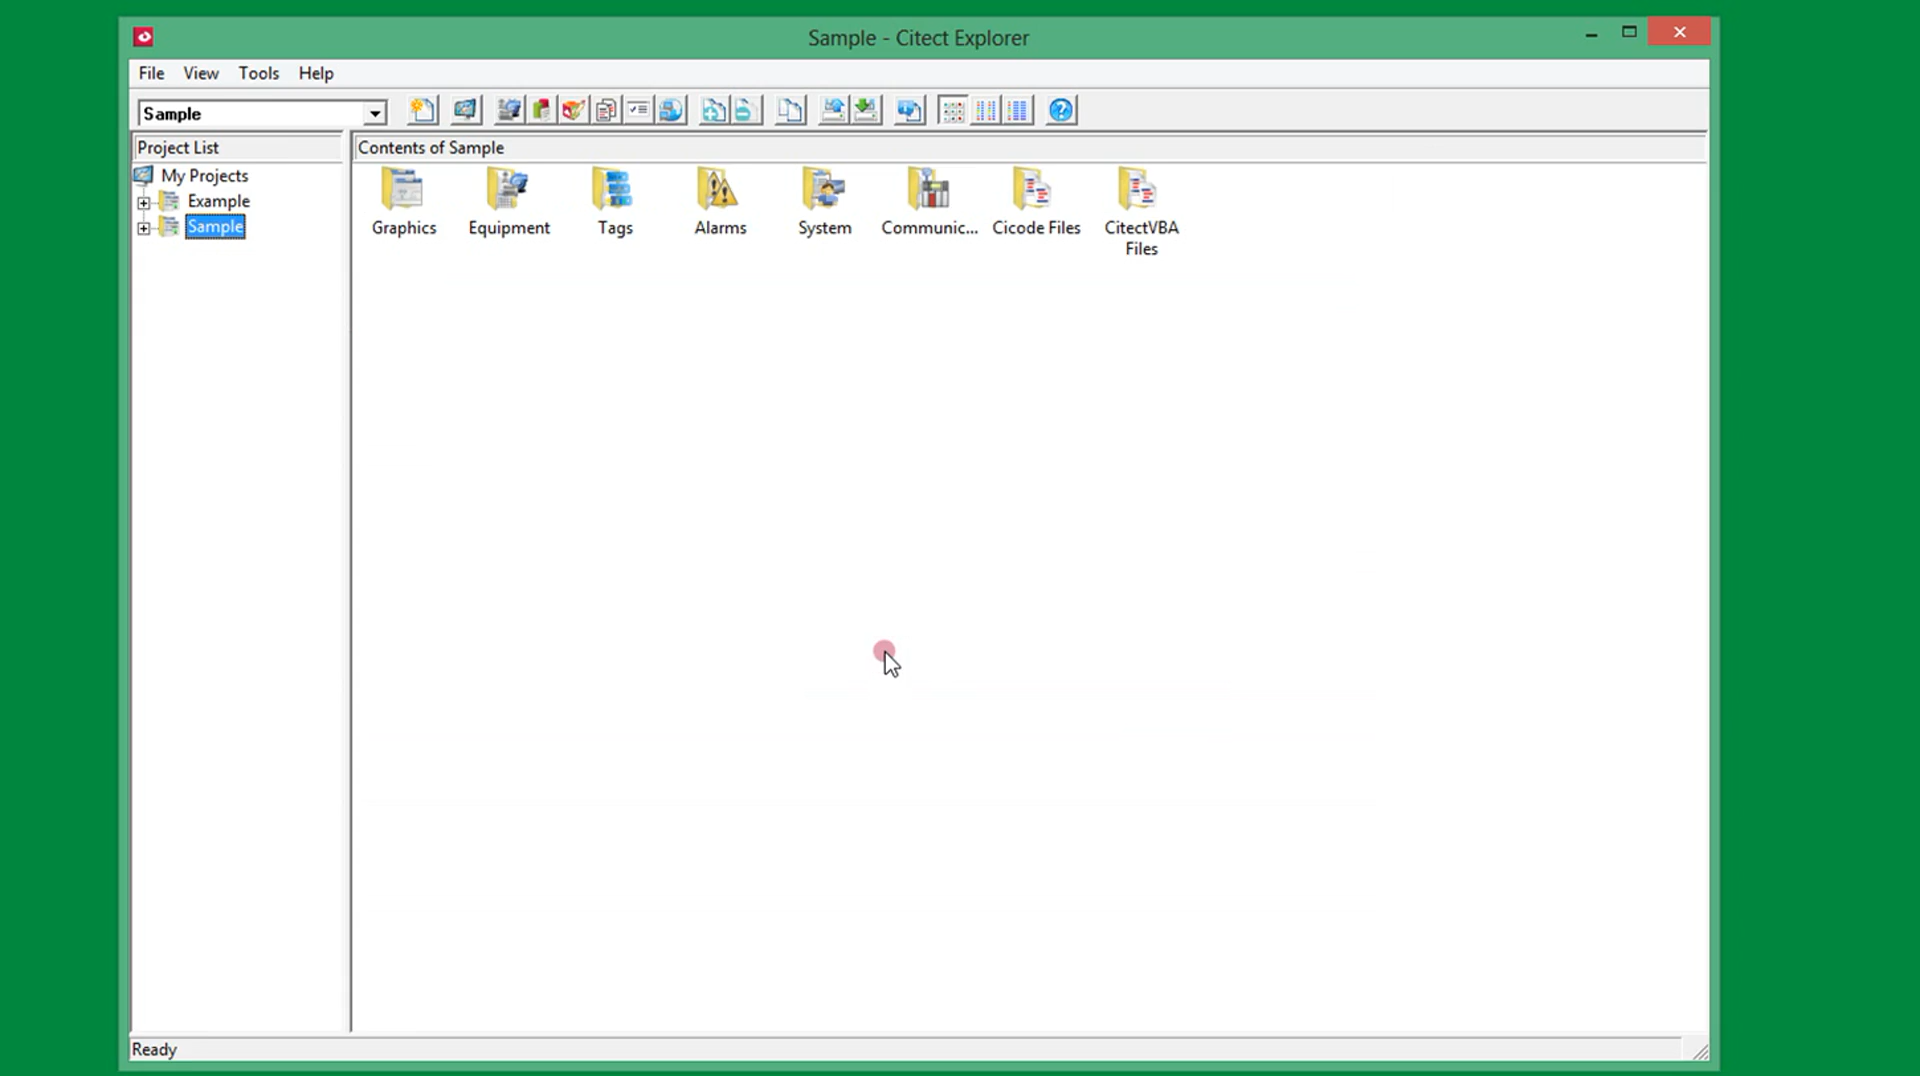 Sample - Citect Explorer
File View Tools Help
Sample
Project List
Contents of Sample
My Projects
Example
Sample
Graphics Equipment Tags Alarms System Communic... Cicode Files CitectVBA
Files
Ready